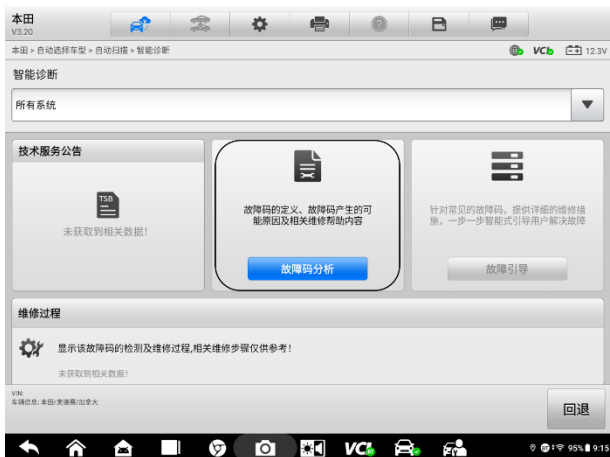 本田
V3.20
本田 > 自动选择车型 > 自动扫描 > 智能诊断
VCI 12.3V
智能诊断
所有系统
技术服务公告
TSB
未获取到相关数据!
故障码的定义、故障码产生的可
能原因及相关维修帮助内容
故障码分析
针对常见的故障码，提供详细的维修措
施，一步一步智能式引导用户解决故障
故障引导
维修过程
显示该故障码的检测及维修过程,相关维修步骤仅供参考!
未获取到相关数据!
VIN:
车辆信息: 本田/奥德赛/加拿大
回退
VCI
95% 9:15